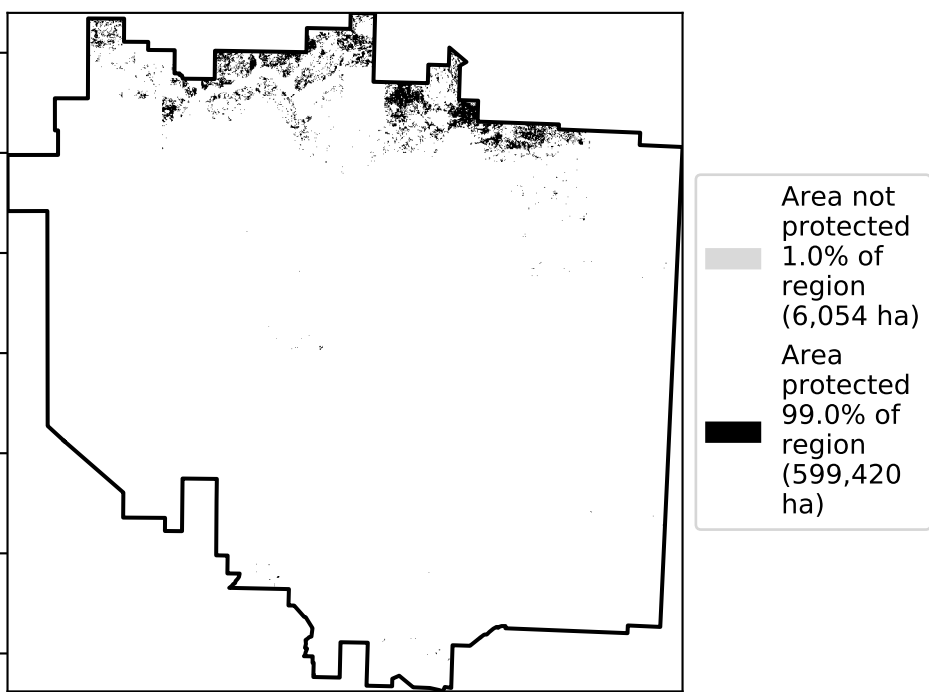 Area not
protected
1.0% of
region
(6,054 ha)
Area
protected
99.0% of
region
(599,420
ha)